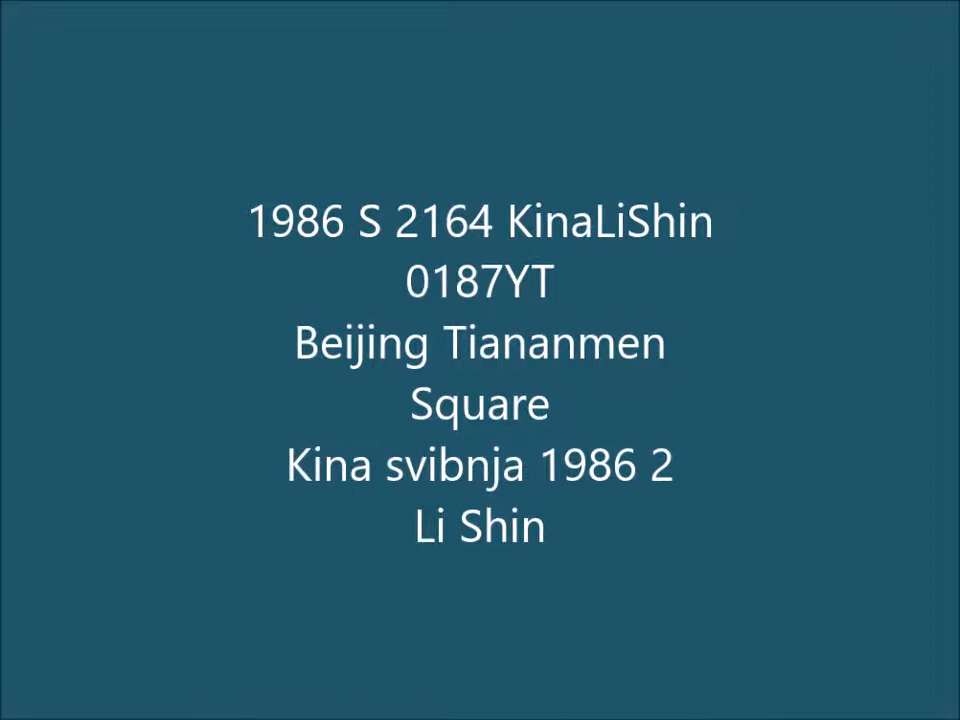 1986 S 2164 KinaLiShin
0187YT
Beijing Tiananmen
Square
Kina svibnja 1986 2
Li Shin